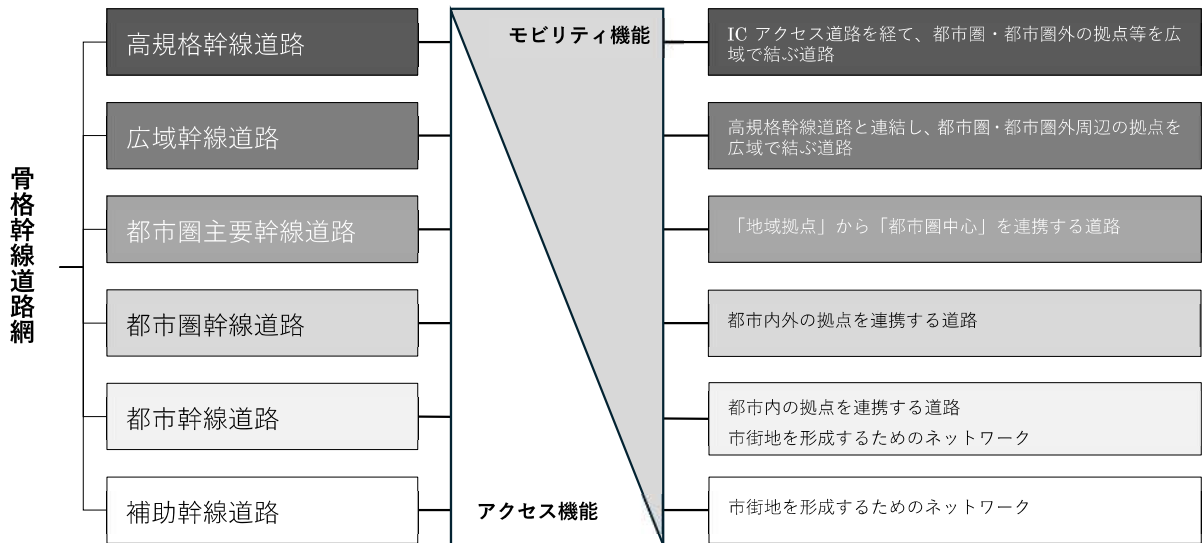 骨格幹線道路網
高規格幹線道路
モビリティ機能
IC アクセス道路を経て、都市圏・都市圏外の拠点等を広
域で結ぶ道路
広域幹線道路
高規格幹線道路と連結し、都市圏・都市圏外周辺の拠点を
広域で結ぶ道路
都市圏主要幹線道路
「地域拠点」から「都市圏中心」を連携する道路
都市圏幹線道路
都市内外の拠点を連携する道路
都市幹線道路
都市内の拠点を連携する道路
市街地を形成するためのネットワーク
補助幹線道路
アクセス機能
市街地を形成するためのネットワーク